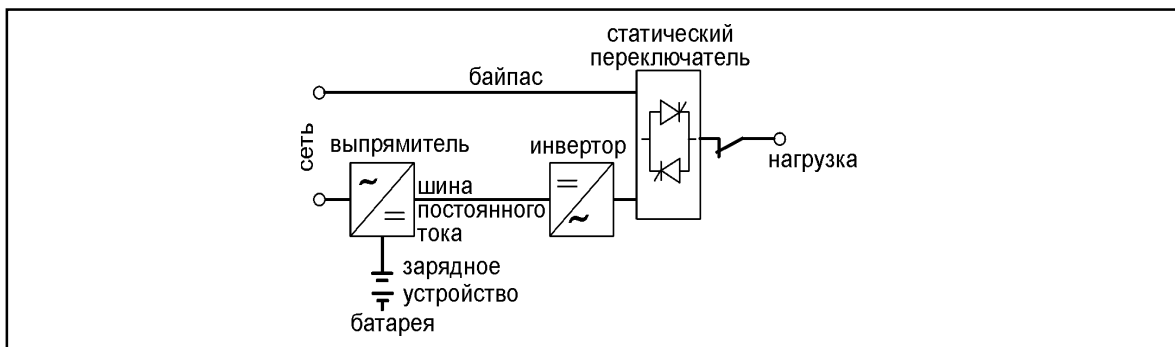 статический
переключатель
байпас
сеть
выпрямитель
инвертор
нагрузка
шина
постоянного
тока
зарядное
устройство
батарея